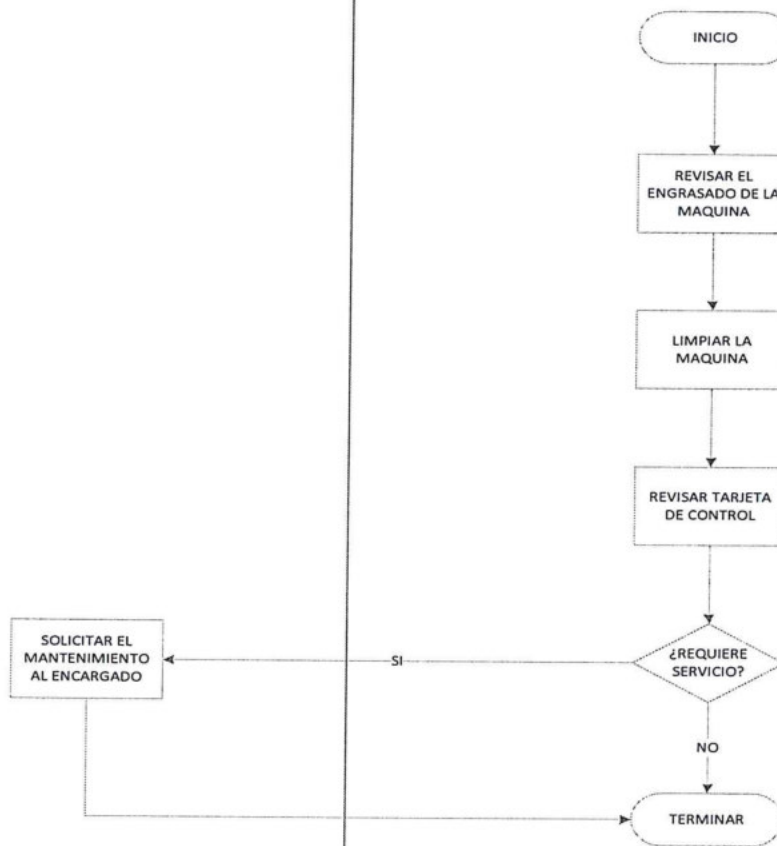 INICIO
REVISAR EL
ENGRASADO DE LA
MAQUINA
LIMPIAR LA
MAQUINA
REVISAR TARJETA
DE CONTROL
¿REQUIERE
SERVICIO?
SI
SOLICITAR EL
MANTENIMIENTO
AL ENCARGADO
NO
TERMINAR